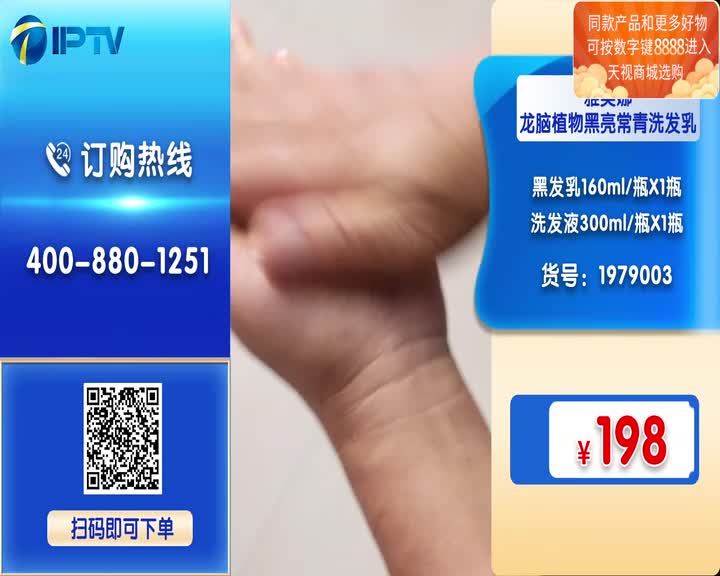 IPTV
24
订购热线
400-880-1251
扫码即可下单
同款产品和更多好物
可按数字键8888进入
天视商城选购
龙脑植物黑亮常青洗发乳
黑发乳160ml/瓶X1瓶
洗发液300ml/瓶X1瓶
货号：1979003
¥198